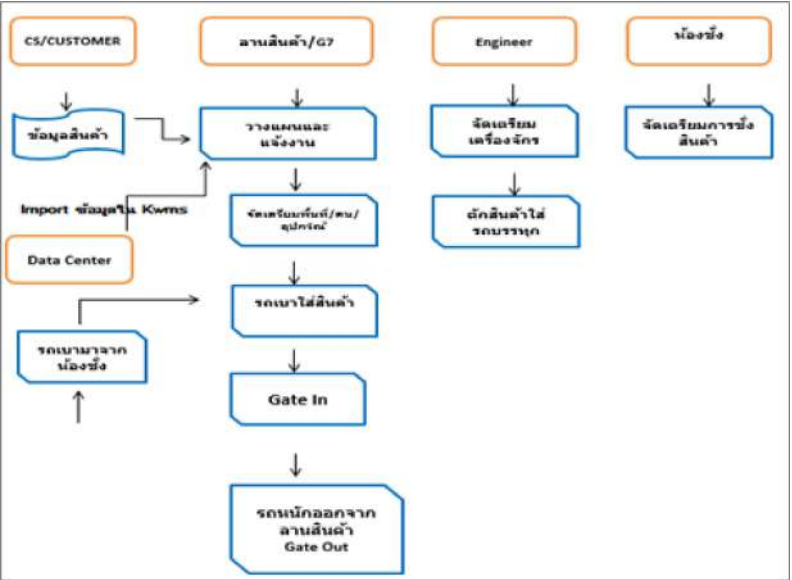 CS/CUSTOMER
ลานสินค้า/G7
Engineer
ห้องชั่ง
ข้อมูลสินค้า
วางแผนและ
แจ้งงาน
จัดเตรียม
เครื่องจักร
จัดเตรียมการชั่ง
สินค้า
Import ข้อมูลใน Kwms
จัดเตรียมพื้นที่/คน/
อุปกรณ์
ตักสินค้าใส่
รถบรรทุก
Data Center
รถเบาใส่สินค้า
รถเบามาจาก
ห้องชั่ง
Gate In
รถหนักออกจาก
ลานสินค้า
Gate Out